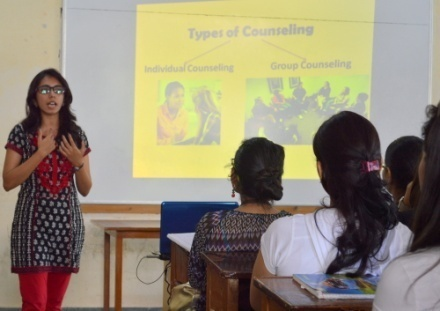 Types of Counseling
Individual Counseling
Group Counseling